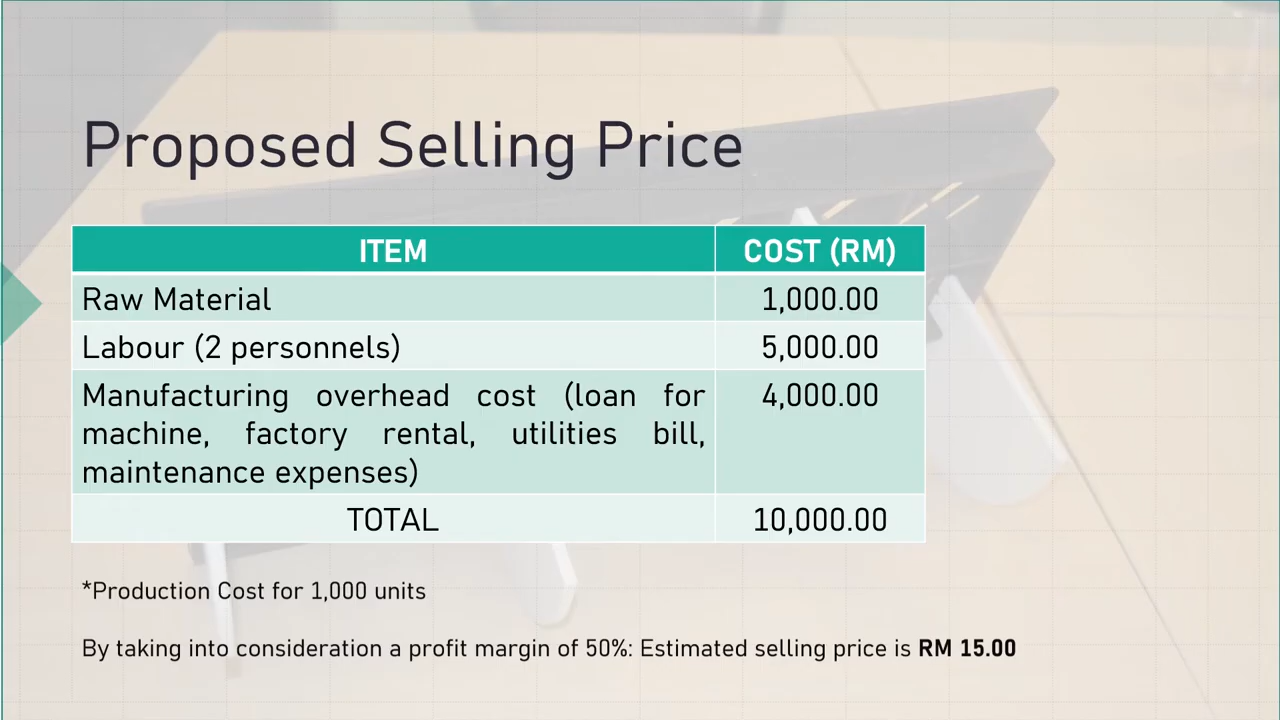 Proposed Selling Price
ITEM
COST (RM)
Raw Material
1,000.00
Labour (2 personnels)
5,000.00
Manufacturing overhead cost (loan for
machine, factory rental, utilities bill,
maintenance expenses)
4,000.00
TOTAL
10,000.00
*Production Cost for 1,000 units
By taking into consideration a profit margin of 50%: Estimated selling price is RM 15.00